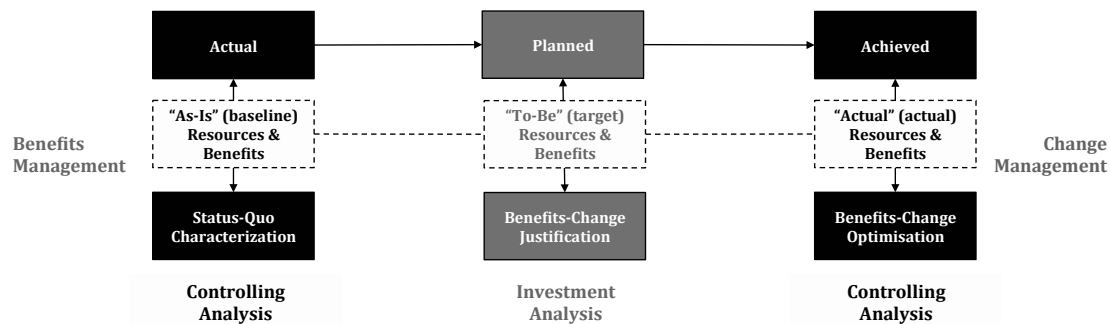 Actual
Planned
Achieved
“As-Is” (baseline)
Resources &
Benefits
“To-Be” (target)
Resources &
Benefits
“Actual” (actual)
Resources &
Benefits
Benefits
Management
Change
Management
Status-Quo
Characterization
Benefits-Change
Justification
Benefits-Change
Optimisation
Controlling
Analysis
Investment
Analysis
Controlling
Analysis